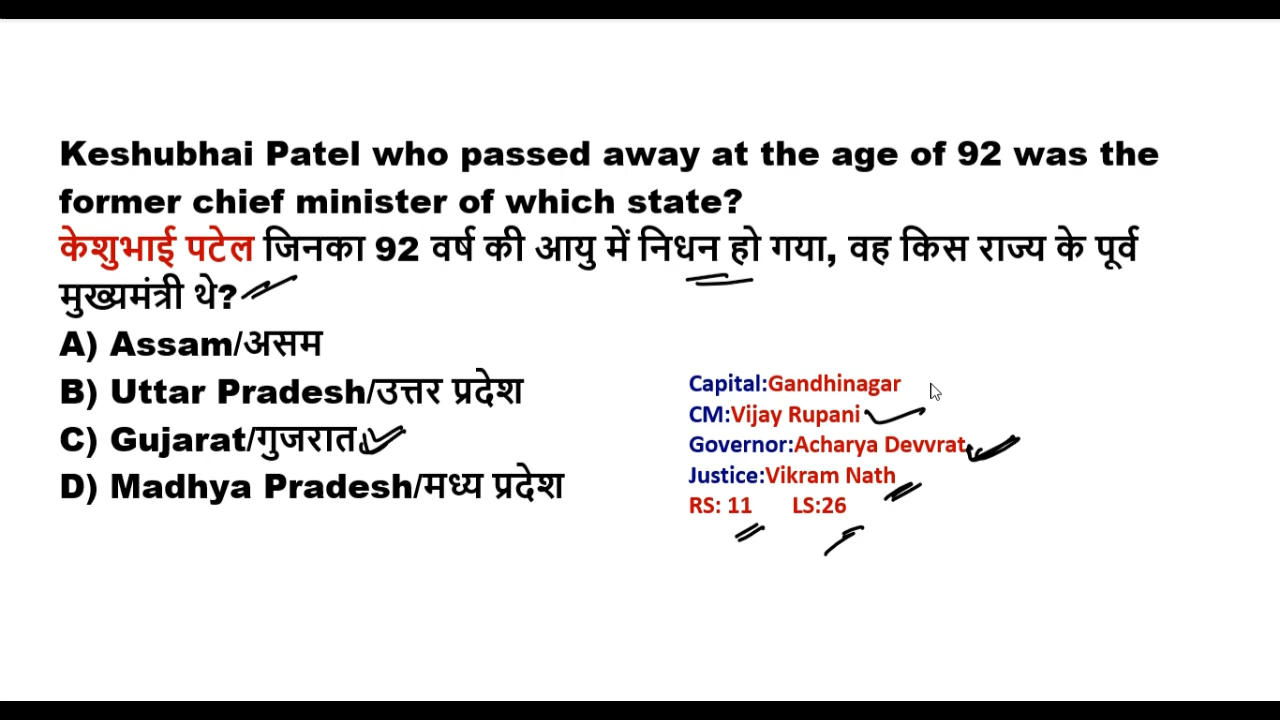 Keshubhai Patel who passed away at the age of 92 was the
former chief minister of which state?
केशुभाई पटेल जिनका 92 वर्ष की आयु में निधन हो गया, वह किस राज्य के पूर्व
मुख्यमंत्री थे?
A) Assam/असम
B) Uttar Pradesh/उत्तर प्रदेश
C) Gujarat/गुजरात
D) Madhya Pradesh/मध्य प्रदेश
Capital:Gandhinagar
CM:Vijay Rupani
Governor:Acharya Devvrat
Justice:Vikram Nath
RS: 11 LS:26